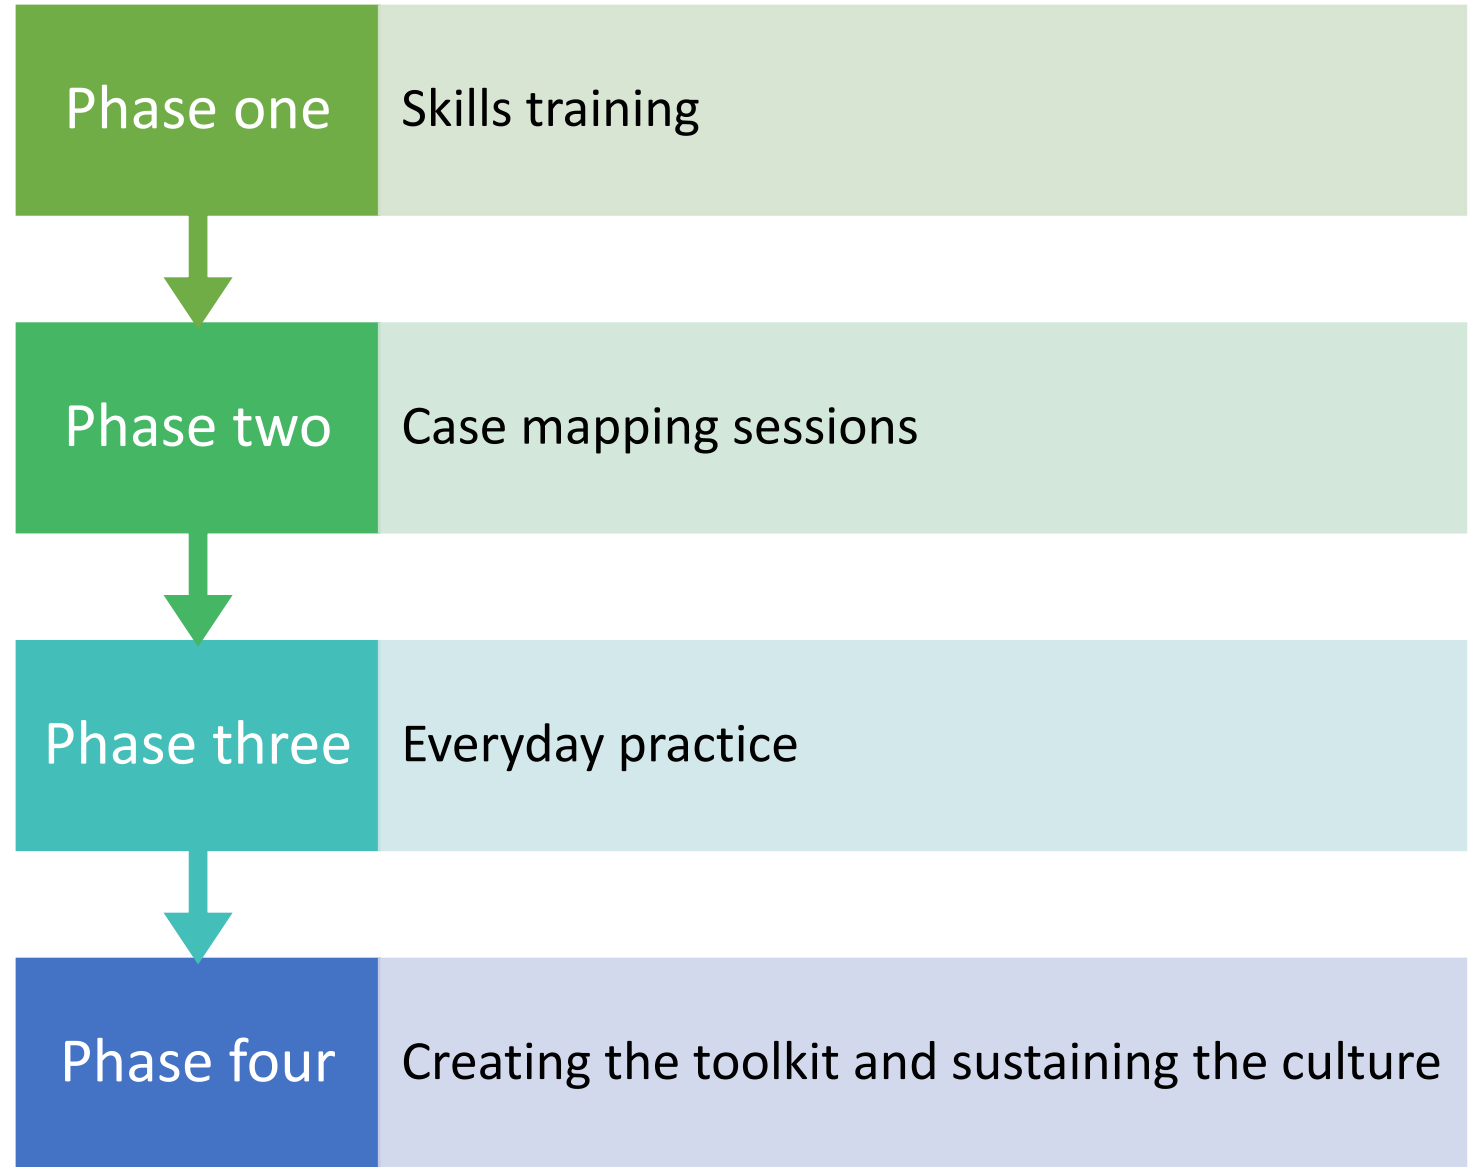 Phase one
Skills training
Phase two
Case mapping sessions
Phase three
Everyday practice
Phase four
Creating the toolkit and sustaining the culture